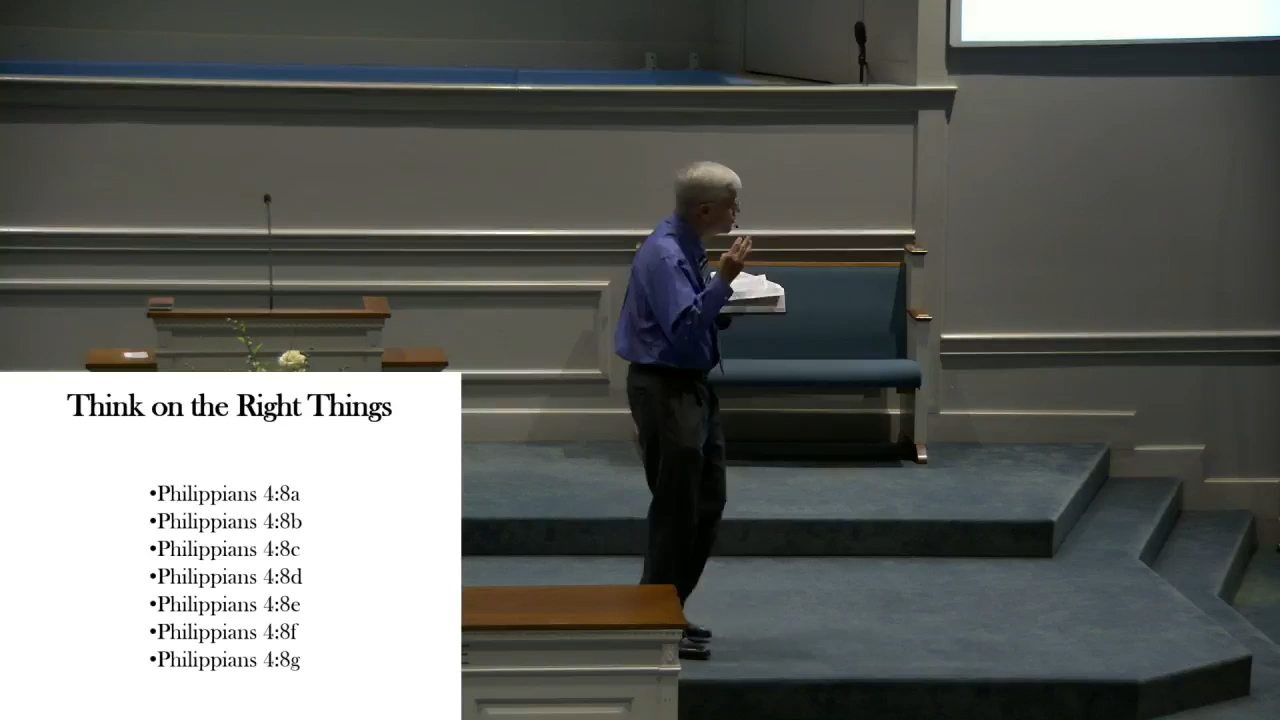 Think on the Right Things
•Philippians 4:8a
•Philippians 4:8b
•Philippians 4:8c
•Philippians 4:8d
•Philippians 4:8e
•Philippians 4:8f
•Philippians 4:8g